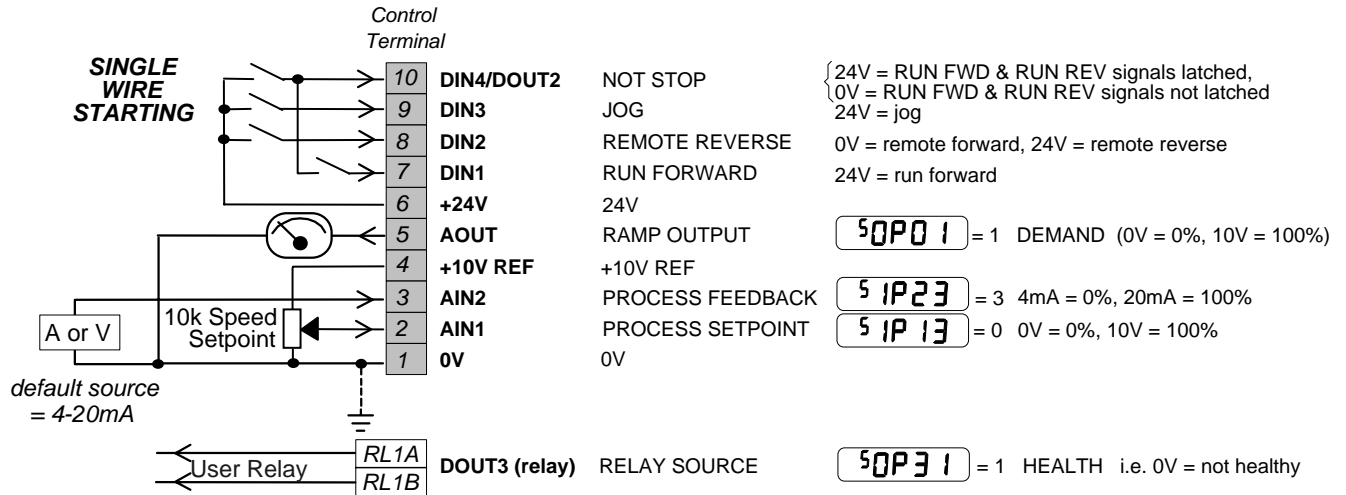 Control
Terminal
SINGLE
WIRE
STARTING
10 DIN4/DOUT2 NOT STOP 24V = RUN FWD & RUN REV signals latched,
0V = RUN FWD & RUN REV signals not latched
9 DIN3 JOG 24V = jog
8 DIN2 REMOTE REVERSE 0V = remote forward, 24V = remote reverse
7 DIN1 RUN FORWARD 24V = run forward
6 +24V 24V
5 AOUT RAMP OUTPUT SOP01 = 1 DEMAND (0V = 0%, 10V = 100%)
4 +10V REF +10V REF
3 AIN2 PROCESS FEEDBACK SIP23 = 3 4mA = 0%, 20mA = 100%
10k Speed
Setpoint
2 AIN1 PROCESS SETPOINT SIP13 = 0 0V = 0%, 10V = 100%
A or V
1 0V 0V
default source
= 4-20mA
User Relay
RL1A
RL1B
DOUT3 (relay) RELAY SOURCE SOP31 = 1 HEALTH i.e. 0V = not healthy